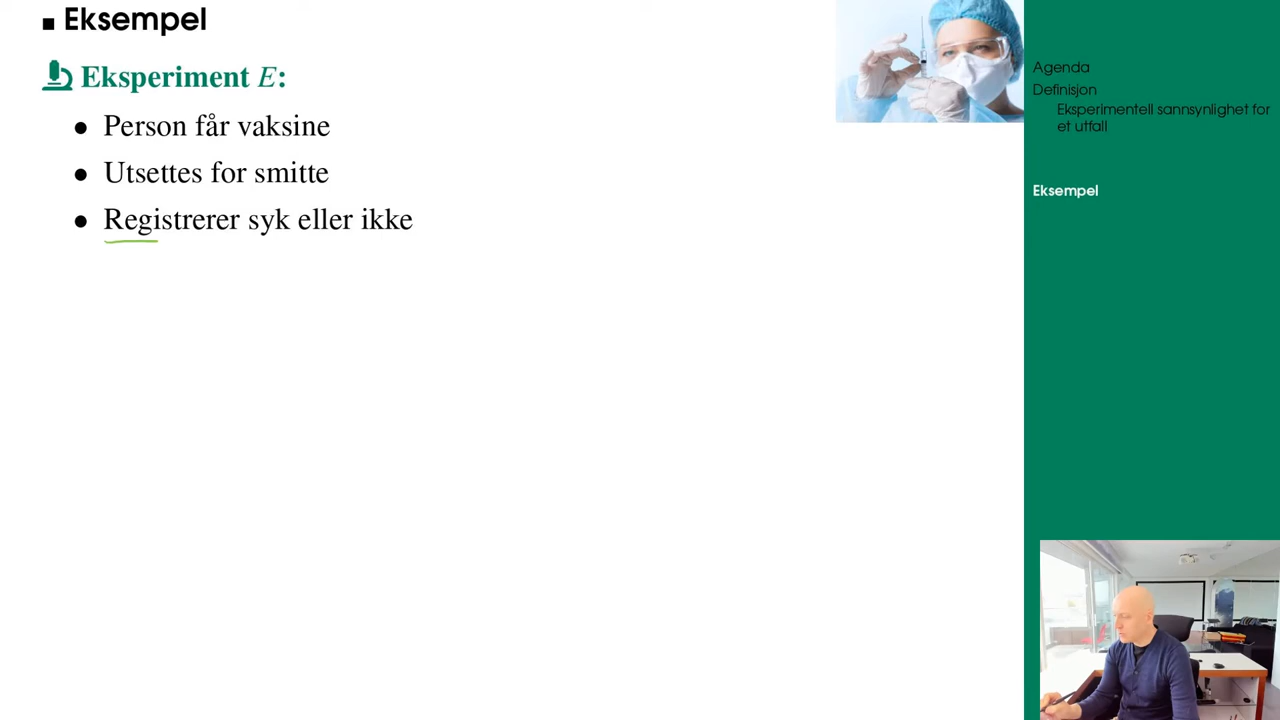 Eksempel
Eksperiment E:
Person får vaksine
Utsettes for smitte
Registrerer syk eller ikke
Agenda
Definisjon
Eksperimentell sannsynlighet for
et utfall
Eksempel